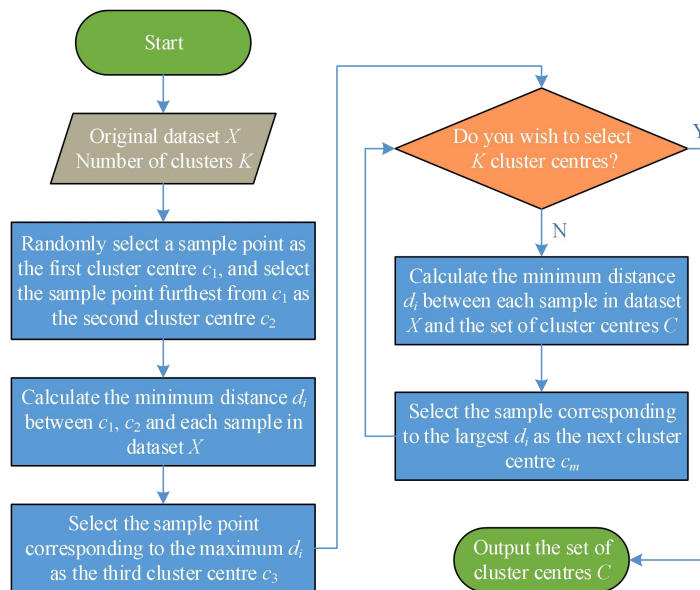 Start
Original dataset X
Number of clusters K
Randomly select a sample point as
the first cluster centre c₁, and select
the sample point furthest from c₁ as
the second cluster centre c₂
Calculate the minimum distance dᵢ
between c₁, c₂ and each sample in
dataset X
Select the sample point
corresponding to the maximum dᵢ
as the third cluster centre c₃
Do you wish to select
K cluster centres?
Y
N
Calculate the minimum distance
dᵢ between each sample in dataset
X and the set of cluster centres C
Select the sample corresponding
to the largest dᵢ as the next cluster
centre cₘ
Output the set of
cluster centres C